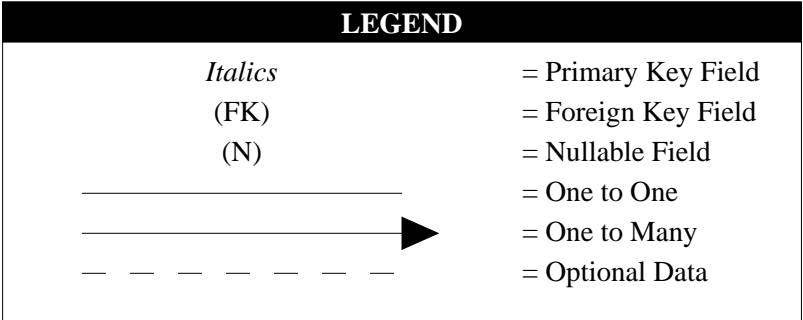 LEGEND
Italics = Primary Key Field
(FK) = Foreign Key Field
(N) = Nullable Field
= One to One
= One to Many
= Optional Data